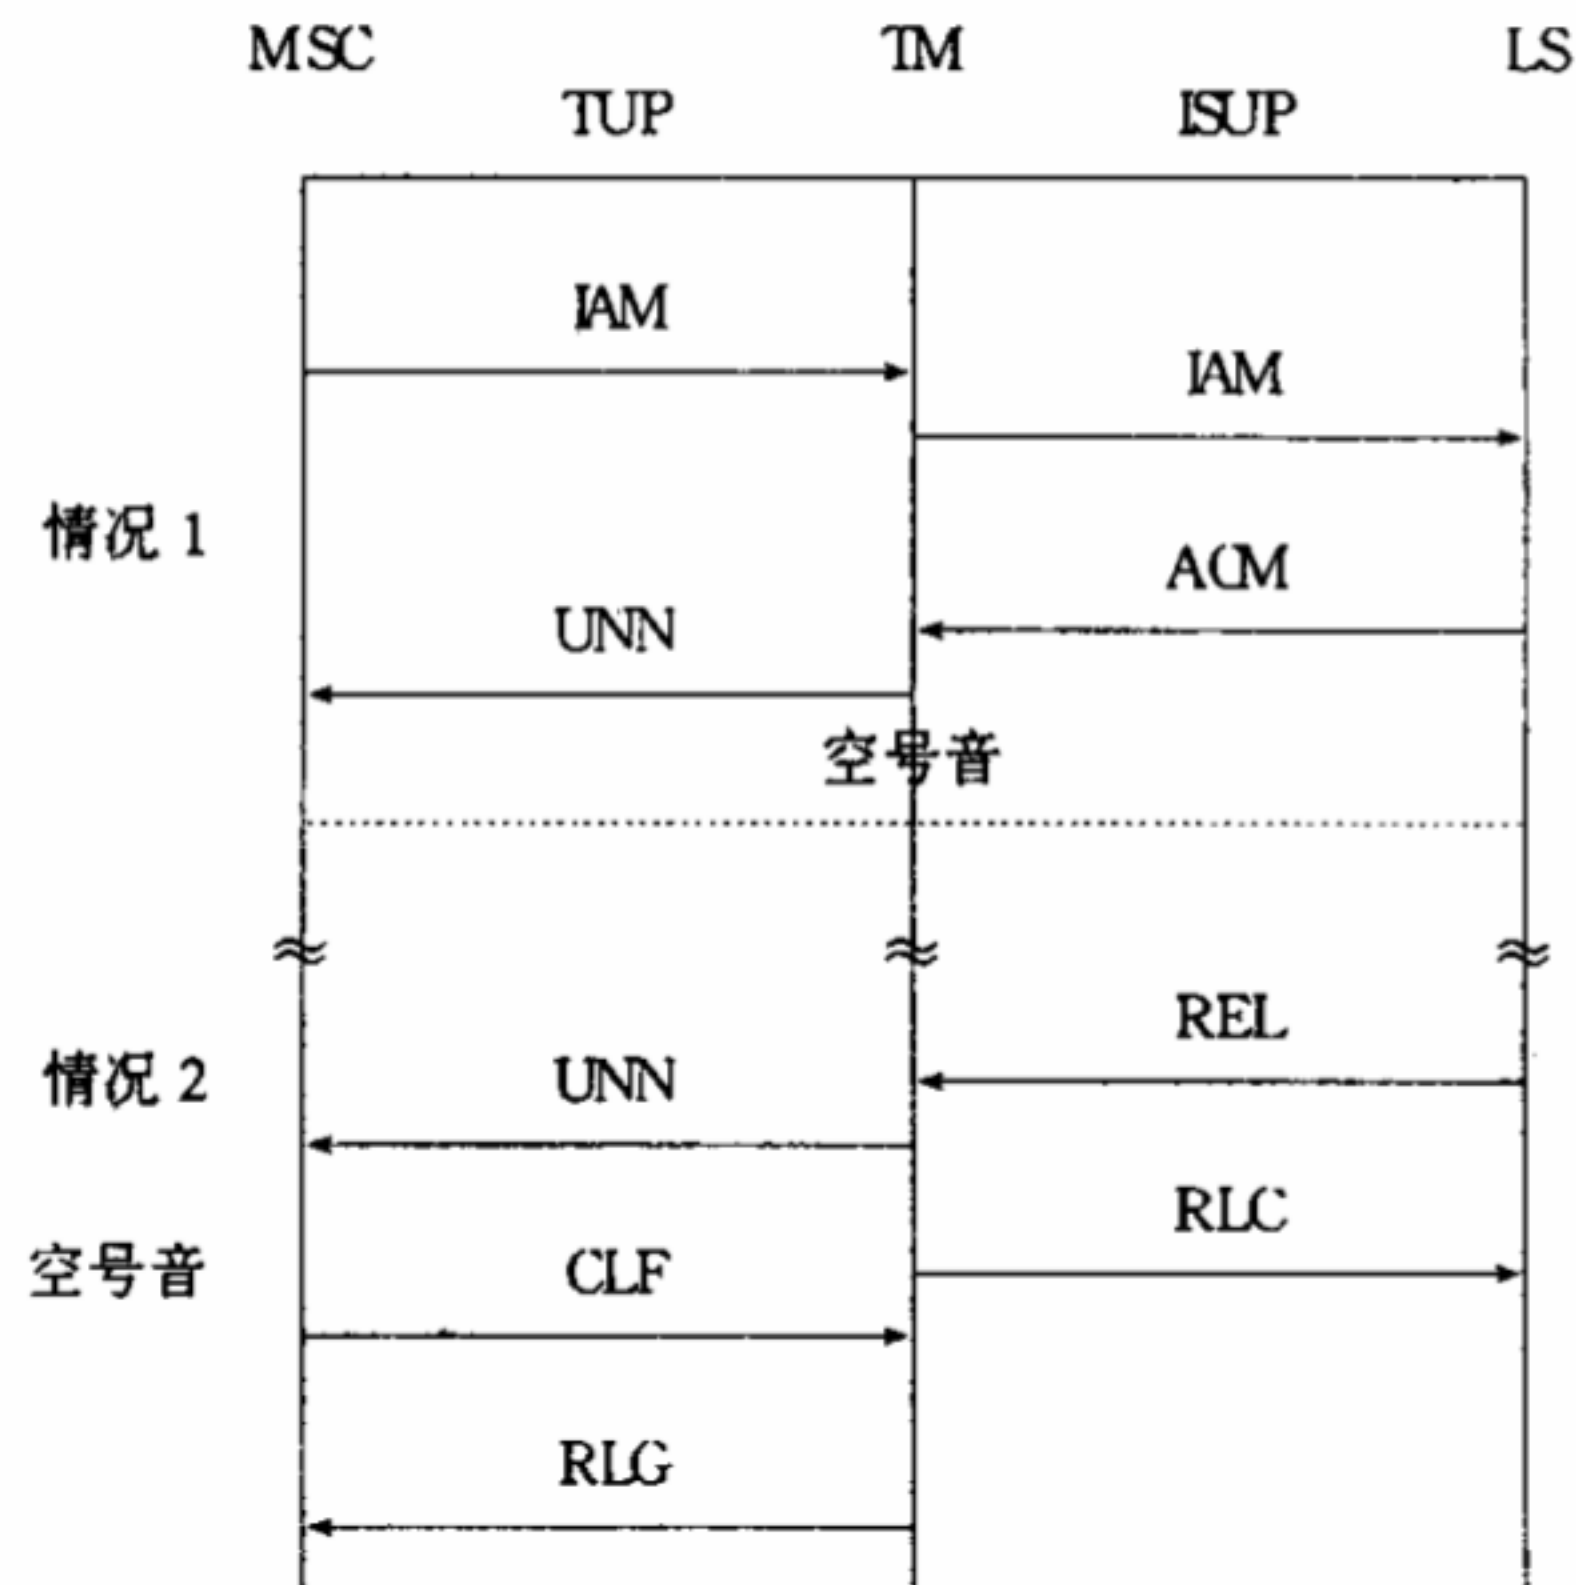 MSC TM LS
TUP ISUP
IAM
IAM
情况 1
ACM
UNN
空号音
REL
情况 2 UNN
RLC
空号音 CLF
RLG